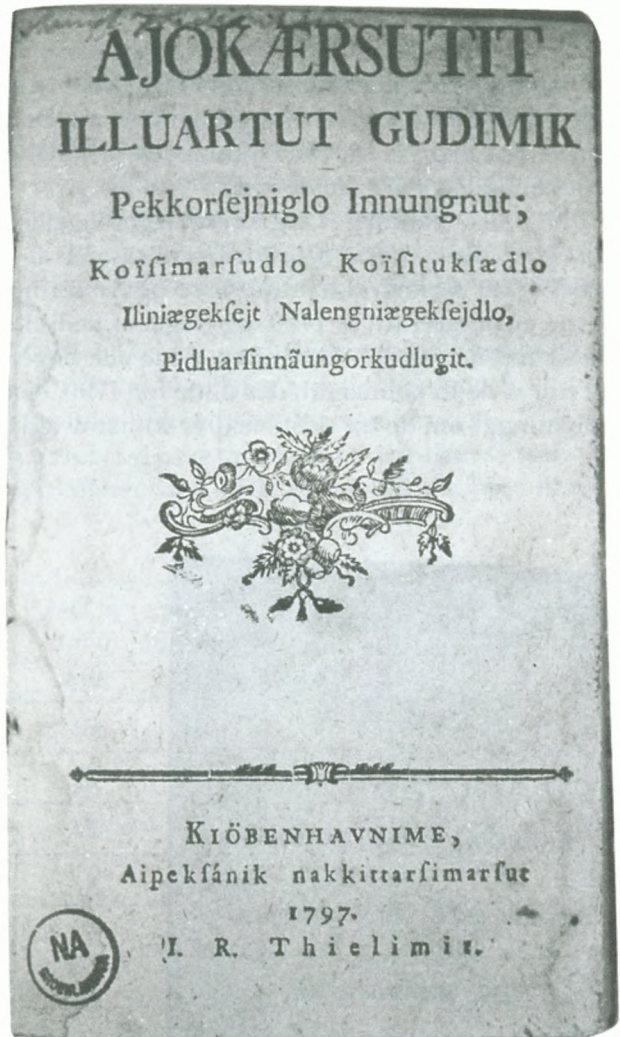 AJOKÆRSUTIT
ILLUARTUT GUDIMIK
Pekkorſejniglo Innungnut;
Koïſimarſudlo Koïſitukſædlo
Iliniægekſejt Nalengniægekſejdlo,
Pidluarſinnãungorkudlugit.
KIÖBENHAVNIME,
Aipekſánik nakkittarſimarſut
1797.
I. R. Thielimit.
NA